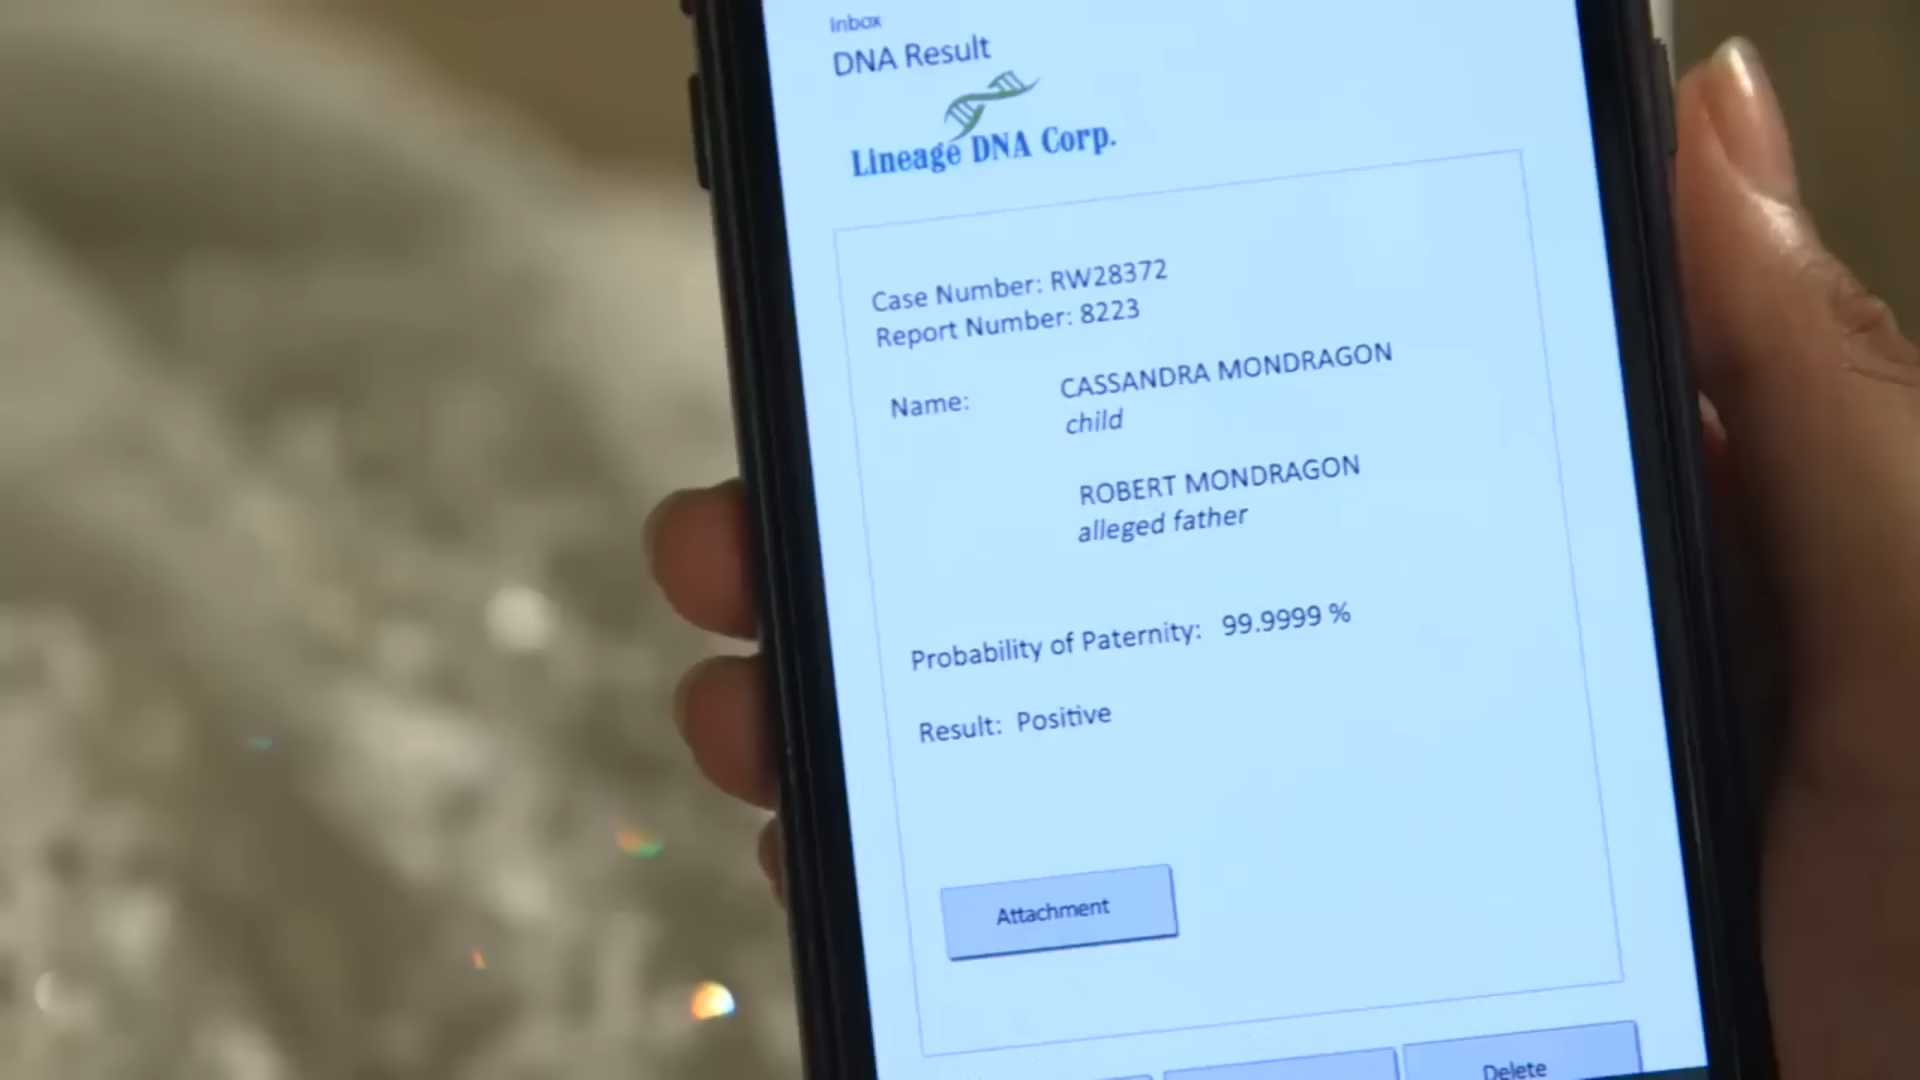 Inbox
DNA Result
Lineage DNA Corp.
Case Number: RW28372
Report Number: 8223
Name: CASSANDRA MONDRAGON
child
ROBERT MONDRAGON
alleged father
Probability of Paternity: 99.9999 %
Result: Positive
Attachment
Delete